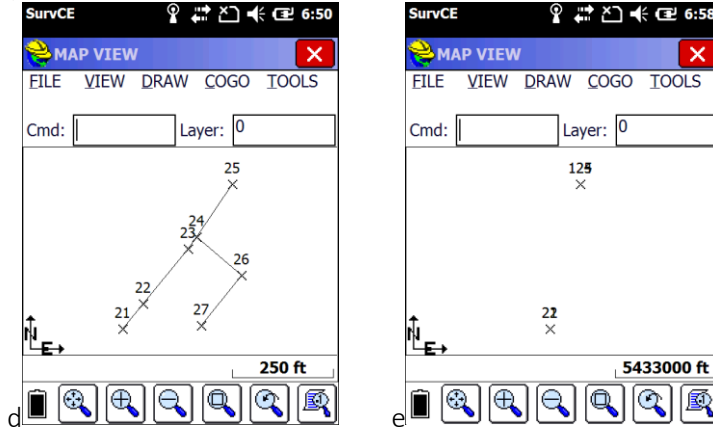 SurvCE 6:50
MAP VIEW
FILE VIEW DRAW COGO TOOLS
Cmd: Layer: 0
25
24
23
26
22
21
27
N
E
250 ft
d
SurvCE 6:58
MAP VIEW
FILE VIEW DRAW COGO TOOLS
Cmd: Layer: 0
N
E
5433000 ft
e